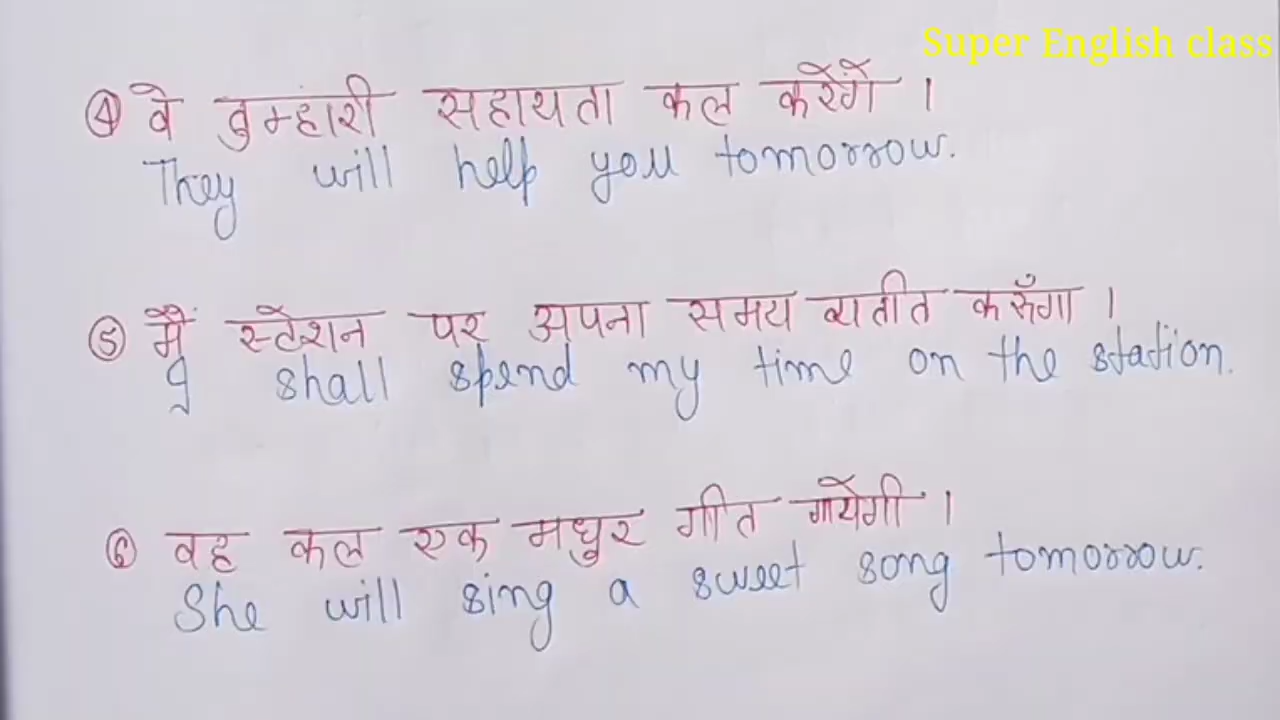 Super English class
④ वे तुम्हारी सहायता कल करेंगें ।
They will help you tomorrow.
⑤ मैं स्टेशन पर अपना समय व्यतीत करूँगा ।
I shall spend my time on the station.
⑥ वह कल एक मधुर गीत गायेगी ।
She will sing a sweet song tomorrow.